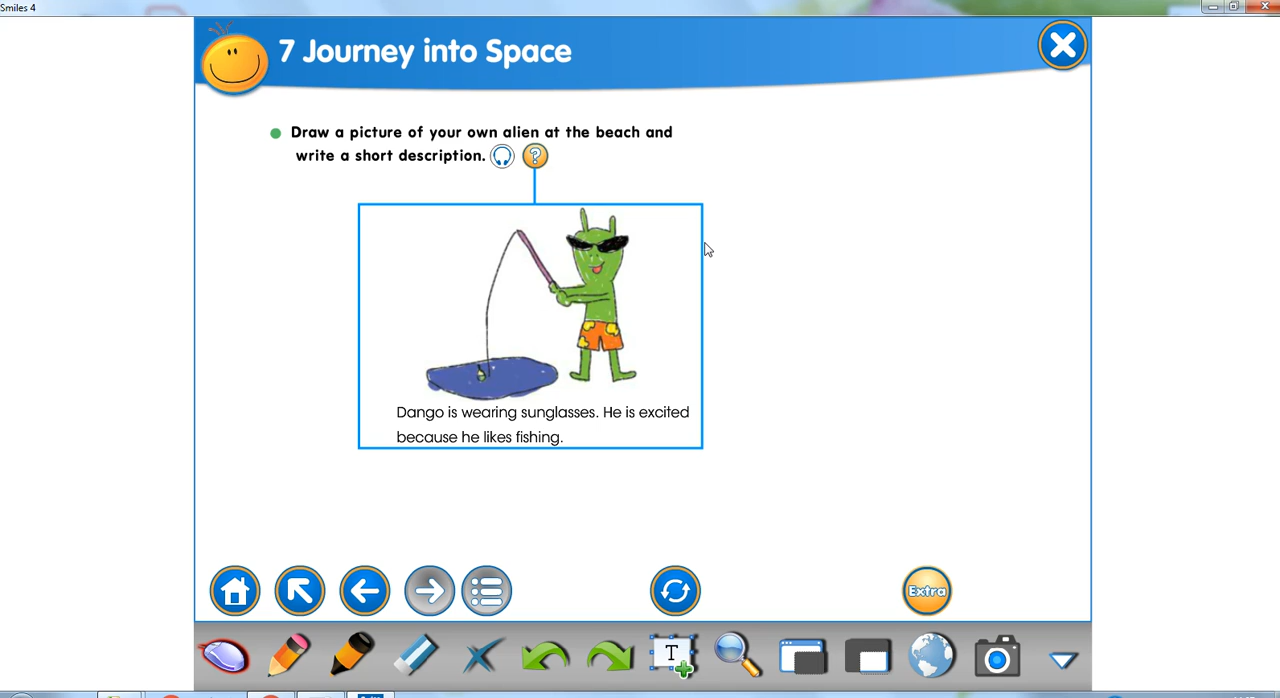 Smiles 4
7 Journey into Space
Draw a picture of your own alien at the beach and
write a short description.
?
Dango is wearing sunglasses. He is excited
because he likes fishing.
Extra
T